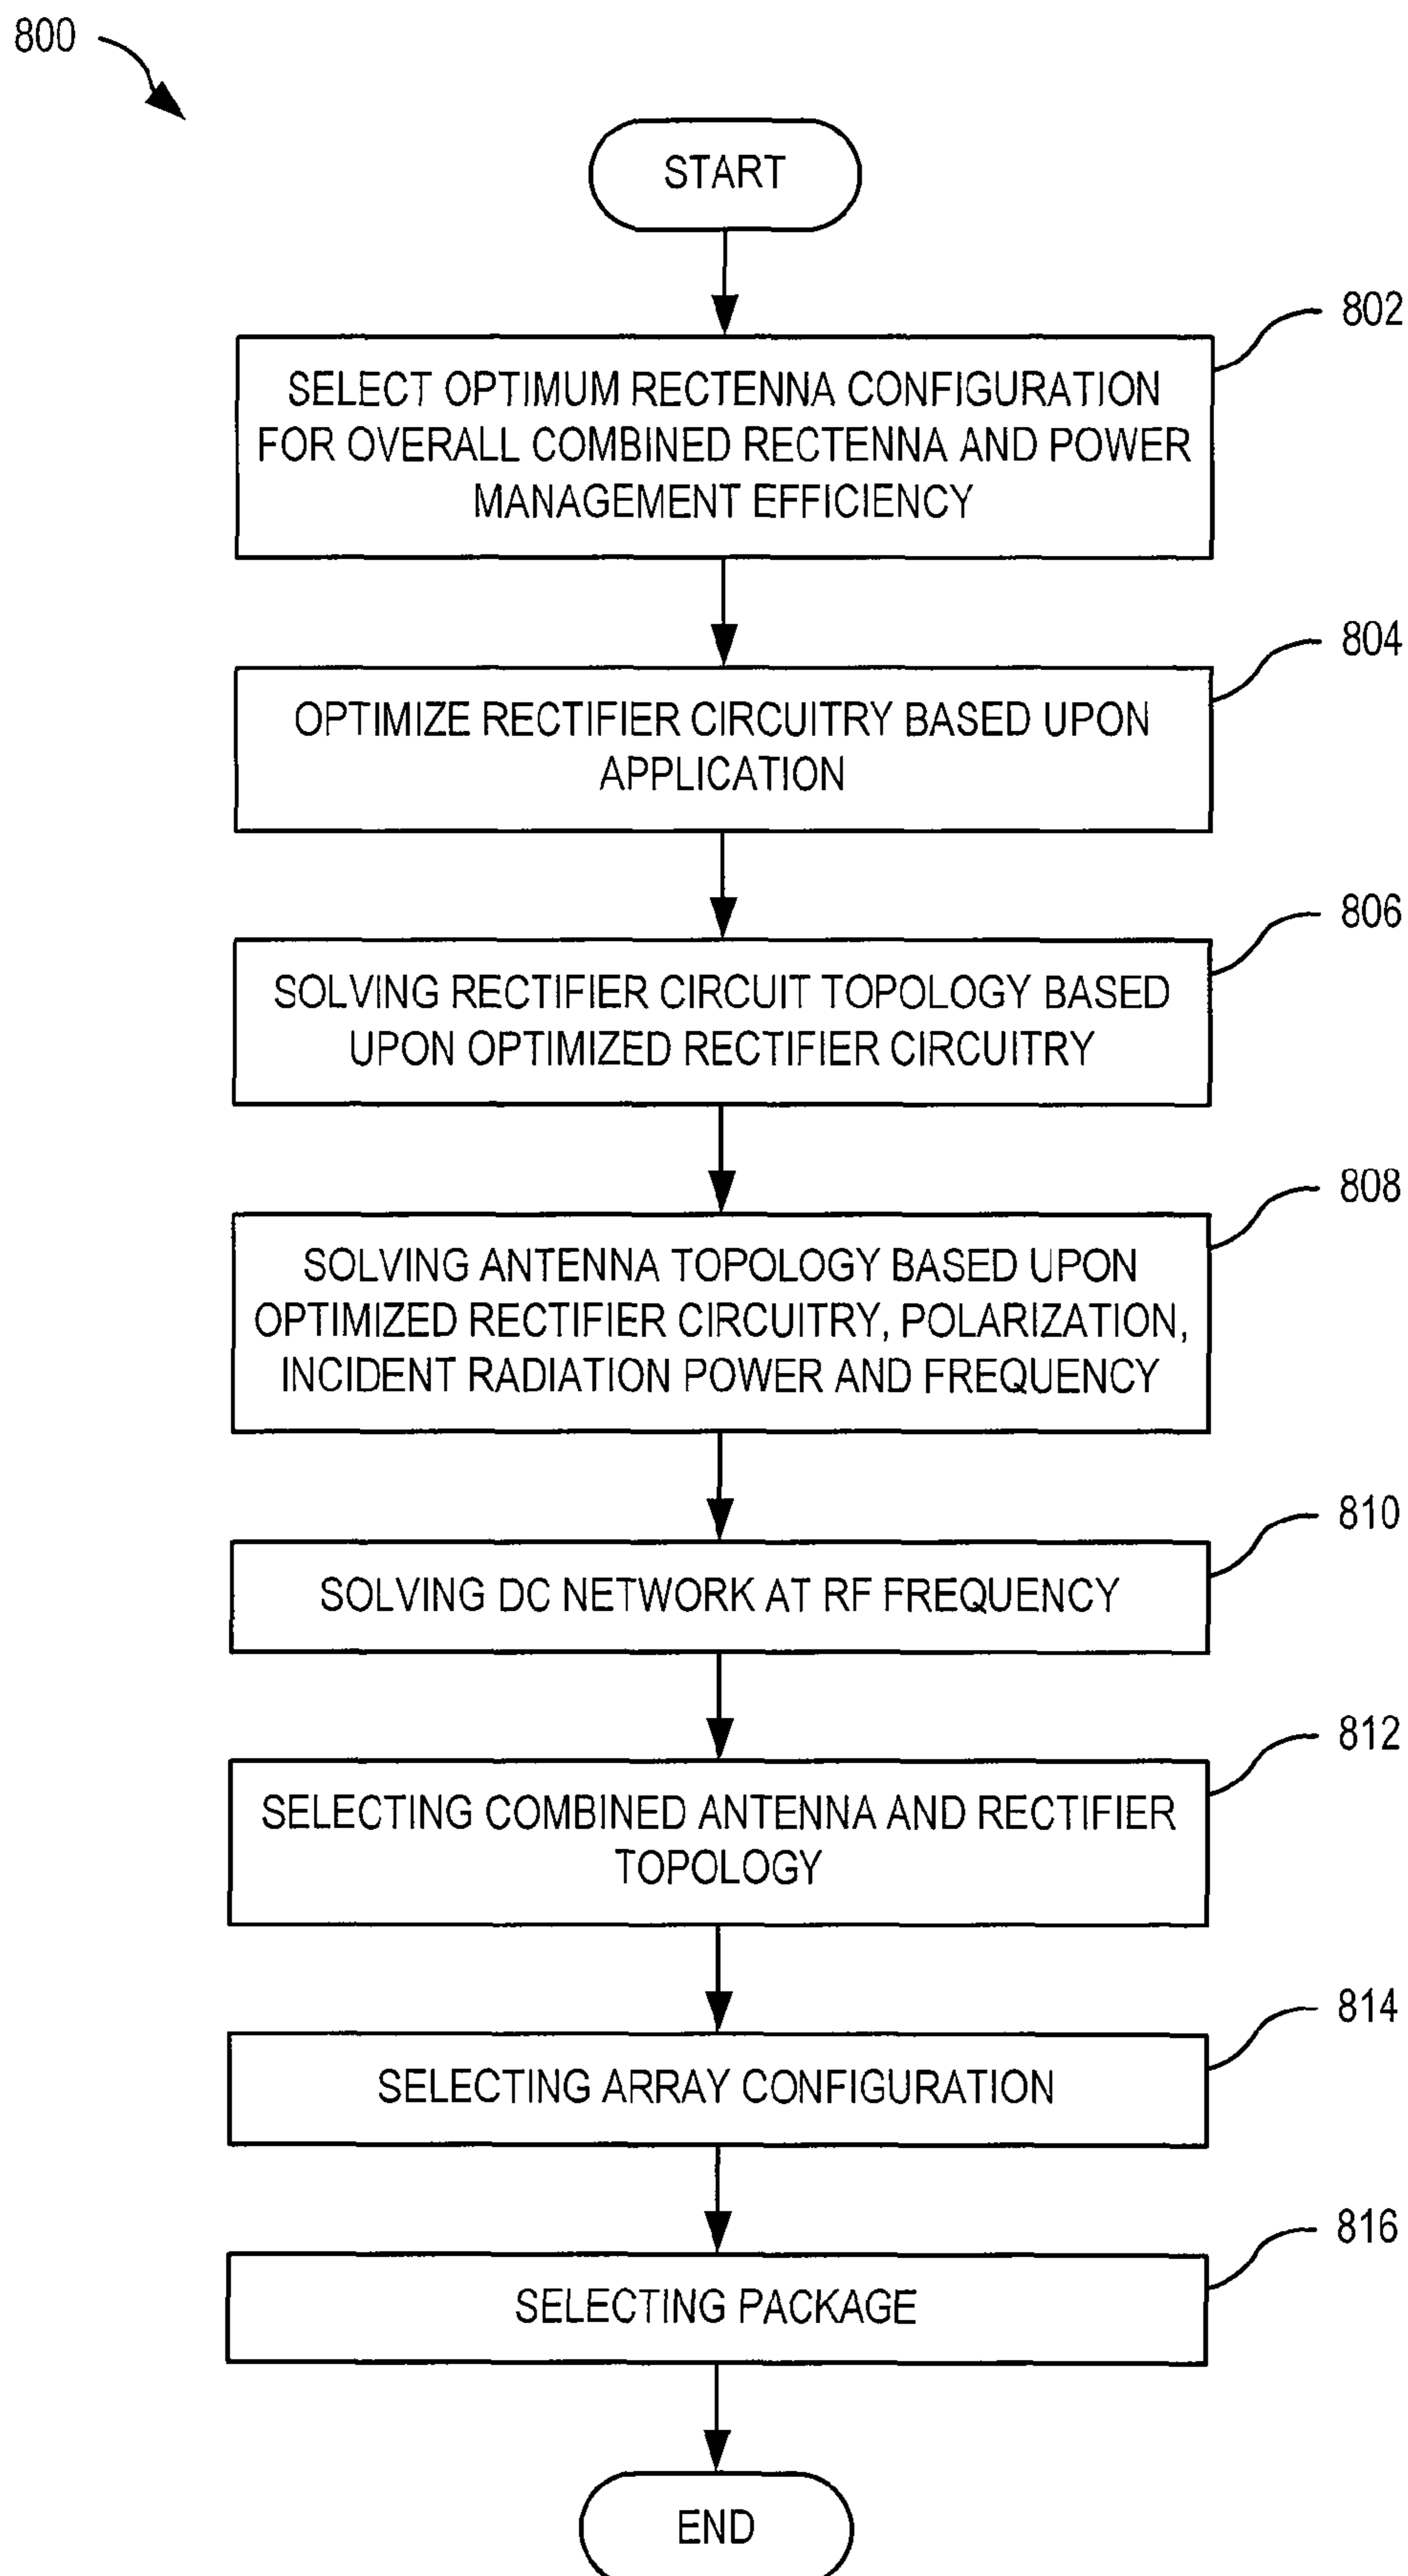 800
START
802
SELECT OPTIMUM RECTENNA CONFIGURATION
FOR OVERALL COMBINED RECTENNA AND POWER
MANAGEMENT EFFICIENCY
804
OPTIMIZE RECTIFIER CIRCUITRY BASED UPON
APPLICATION
806
SOLVING RECTIFIER CIRCUIT TOPOLOGY BASED
UPON OPTIMIZED RECTIFIER CIRCUITRY
808
SOLVING ANTENNA TOPOLOGY BASED UPON
OPTIMIZED RECTIFIER CIRCUITRY, POLARIZATION,
INCIDENT RADIATION POWER AND FREQUENCY
810
SOLVING DC NETWORK AT RF FREQUENCY
812
SELECTING COMBINED ANTENNA AND RECTIFIER
TOPOLOGY
814
SELECTING ARRAY CONFIGURATION
816
SELECTING PACKAGE
END